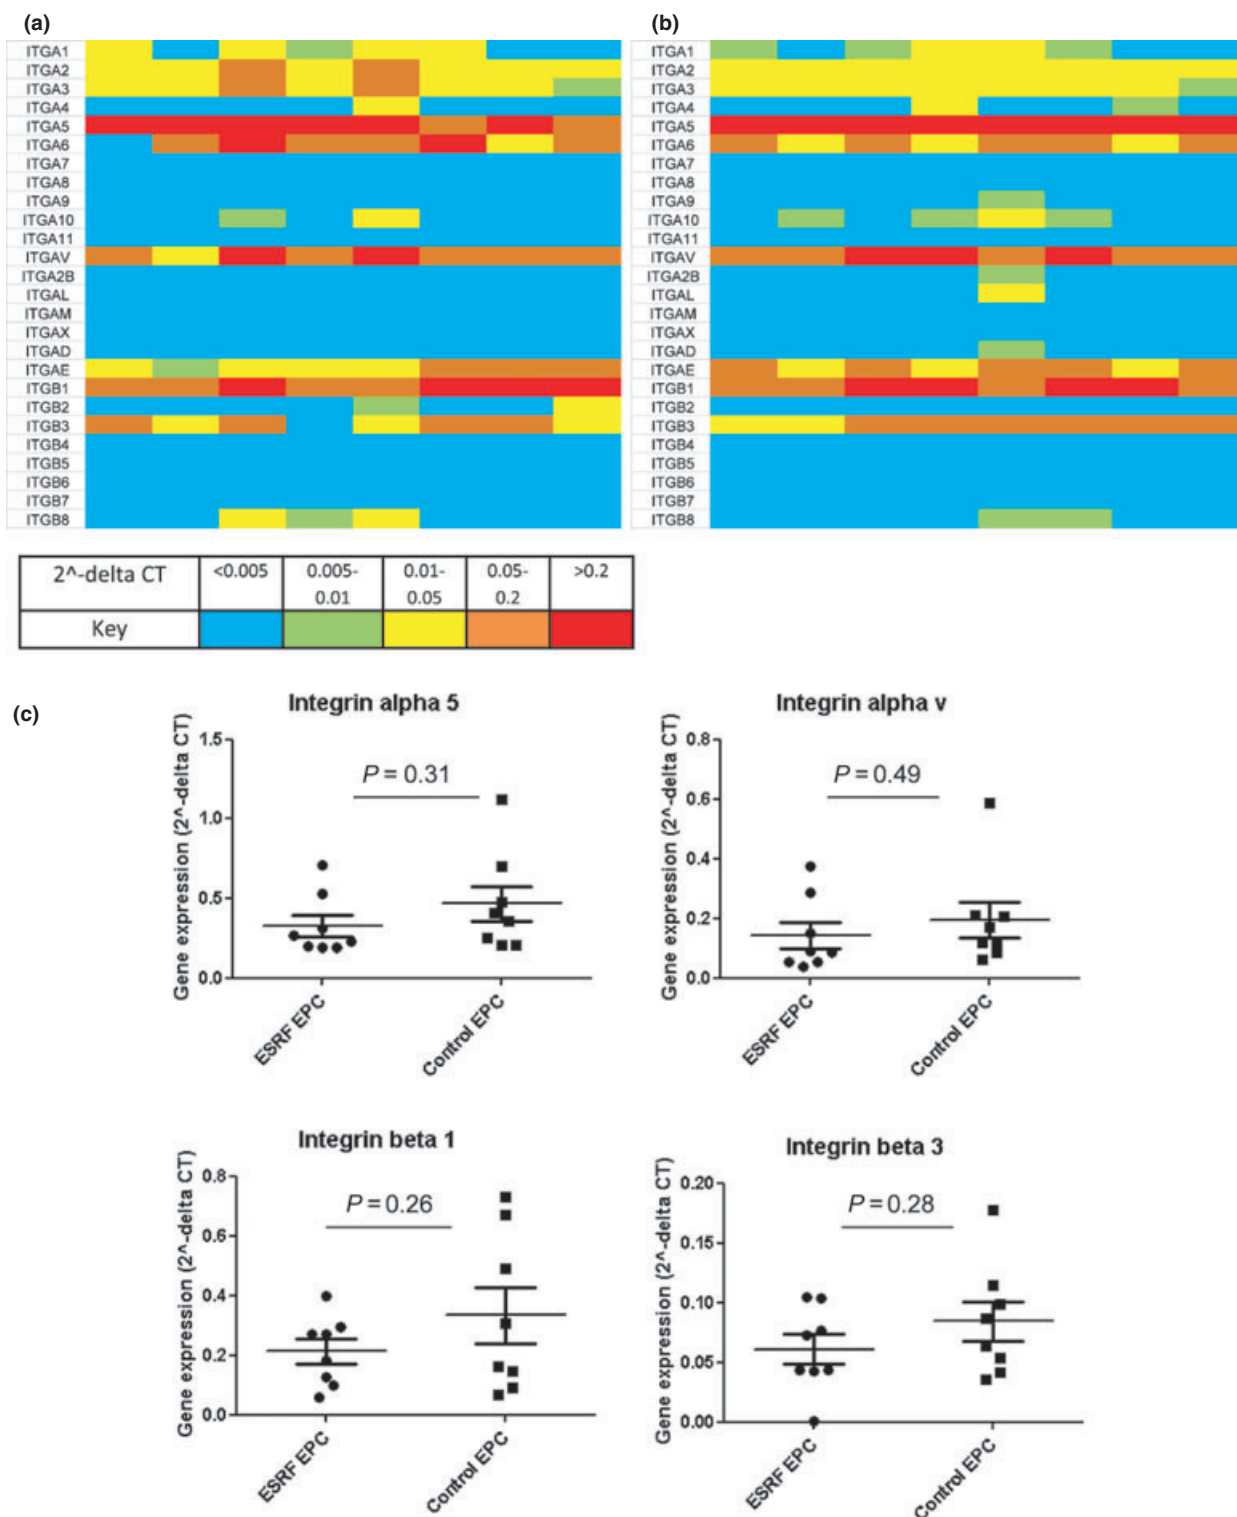 (a)
ITGA1
ITGA2
ITGA3
ITGA4
ITGA5
ITGA6
ITGA7
ITGA8
ITGA9
ITGA10
ITGA11
ITGAV
ITGA2B
ITGAL
ITGAM
ITGAX
ITGAD
ITGAE
ITGB1
ITGB2
ITGB3
ITGB4
ITGB5
ITGB6
ITGB7
ITGB8
(b)
ITGA1
ITGA2
ITGA3
ITGA4
ITGA5
ITGA6
ITGA7
ITGA8
ITGA9
ITGA10
ITGA11
ITGAV
ITGA2B
ITGAL
ITGAM
ITGAX
ITGAD
ITGAE
ITGB1
ITGB2
ITGB3
ITGB4
ITGB5
ITGB6
ITGB7
ITGB8
2^-delta CT <0.005 0.005- 0.01- 0.05- >0.2
0.01 0.05 0.2
Key
(c)
Integrin alpha 5
Gene expression (2^-delta CT)
1.5
1.0
0.5
0.0
P = 0.31
ESRF EPC
Control EPC
Integrin alpha v
Gene expression (2^-delta CT)
0.8
0.6
0.4
0.2
0.0
P = 0.49
ESRF EPC
Control EPC
Integrin beta 1
Gene expression (2^-delta CT)
0.8
0.6
0.4
0.2
0.0
P = 0.26
ESRF EPC
Control EPC
Integrin beta 3
Gene expression (2^-delta CT)
0.20
0.15
0.10
0.05
0.00
P = 0.28
ESRF EPC
Control EPC